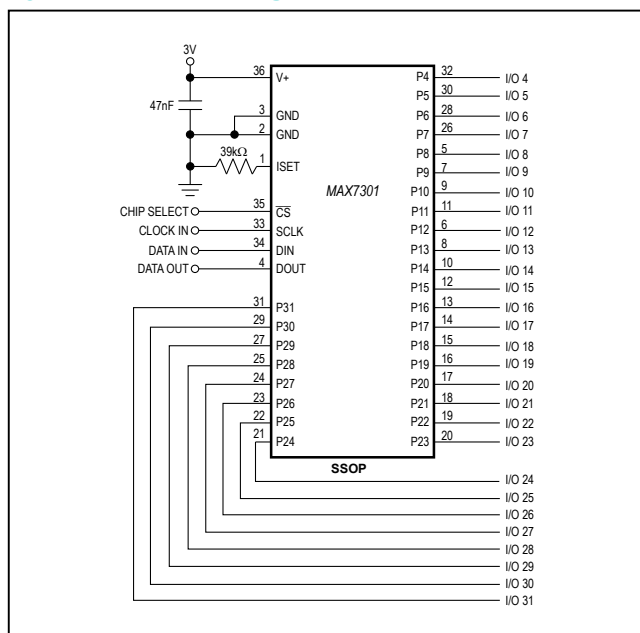 3V
36 V+ P4 32 I/O 4
P5 30 I/O 5
47nF
3 GND P6 28 I/O 6
2 GND P7 26 I/O 7
P8 5 I/O 8
39kΩ 1 ISET P9 7 I/O 9
MAX7301 P10 9 I/O 10
CHIP SELECT 35 CS P11 11 I/O 11
CLOCK IN 33 SCLK P12 6 I/O 12
DATA IN 34 DIN P13 8 I/O 13
DATA OUT 4 DOUT P14 10 I/O 14
P15 12 I/O 15
31 P31 P16 13 I/O 16
29 P30 P17 14 I/O 17
27 P29 P18 15 I/O 18
25 P28 P19 16 I/O 19
24 P27 P20 17 I/O 20
23 P26 P21 18 I/O 21
22 P25 P22 19 I/O 22
21 P24 P23 20 I/O 23
SSOP
I/O 24
I/O 25
I/O 26
I/O 27
I/O 28
I/O 29
I/O 30
I/O 31